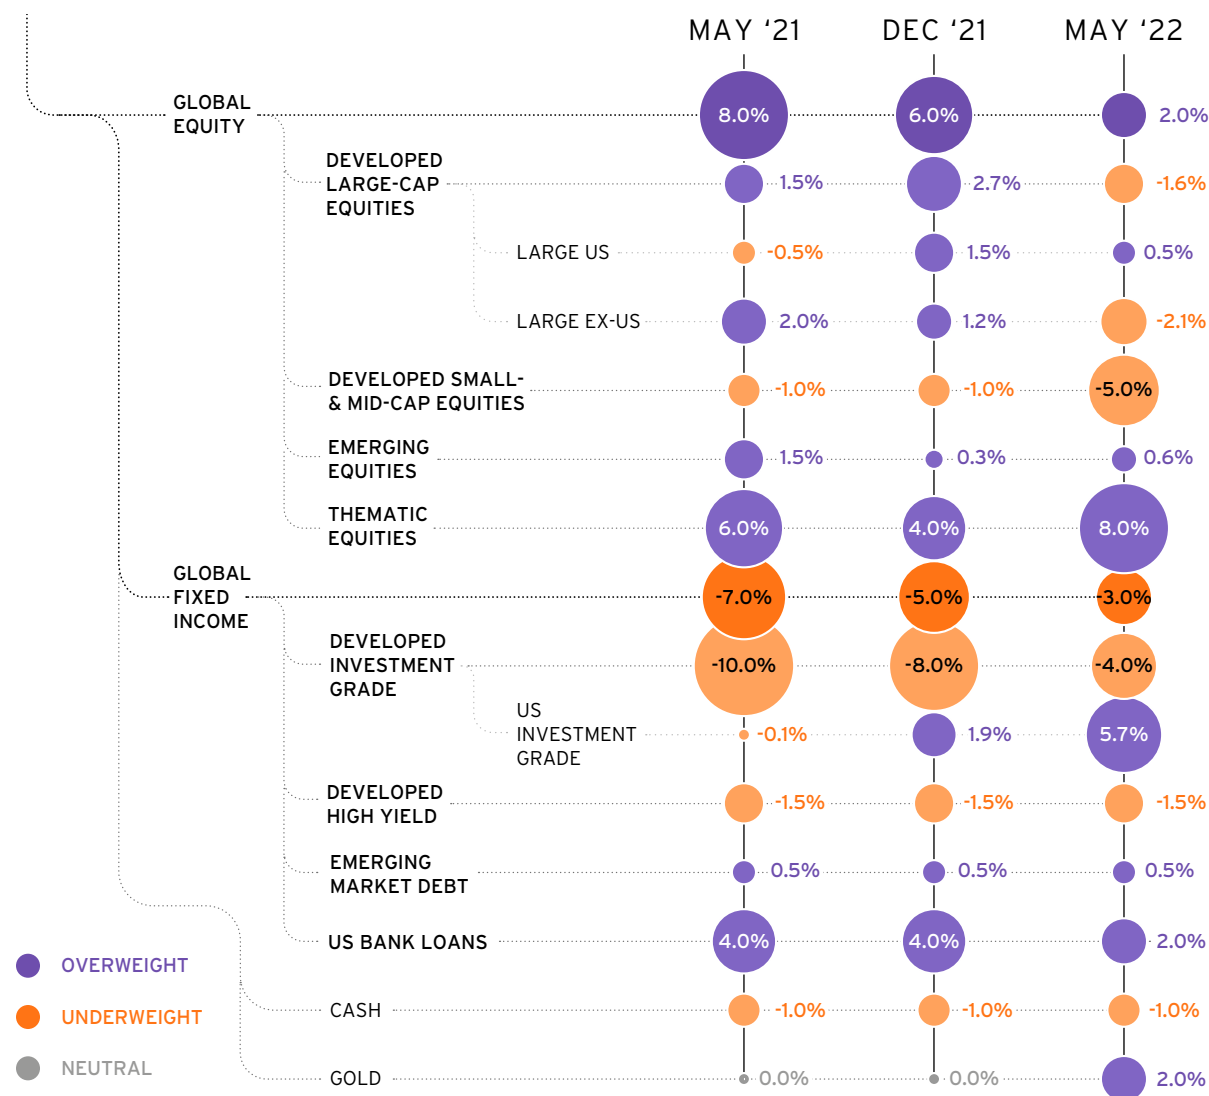 MAY ‘21 DEC ‘21 MAY ‘22
GLOBAL
EQUITY
8.0% 6.0% 2.0%
DEVELOPED
LARGE-CAP
EQUITIES
1.5% 2.7% -1.6%
LARGE US -0.5% 1.5% 0.5%
LARGE EX-US 2.0% 1.2% -2.1%
DEVELOPED SMALL-
& MID-CAP EQUITIES
-1.0% -1.0% -5.0%
EMERGING
EQUITIES
1.5% 0.3% 0.6%
THEMATIC
EQUITIES
6.0% 4.0% 8.0%
GLOBAL
FIXED
INCOME
-7.0% -5.0% -3.0%
DEVELOPED
INVESTMENT
GRADE
-10.0% -8.0% -4.0%
US
INVESTMENT
GRADE
-0.1% 1.9% 5.7%
DEVELOPED
HIGH YIELD
-1.5% -1.5% -1.5%
EMERGING
MARKET DEBT
0.5% 0.5% 0.5%
US BANK LOANS 4.0% 4.0% 2.0%
CASH -1.0% -1.0% -1.0%
GOLD 0.0% 0.0% 2.0%
OVERWEIGHT
UNDERWEIGHT
NEUTRAL